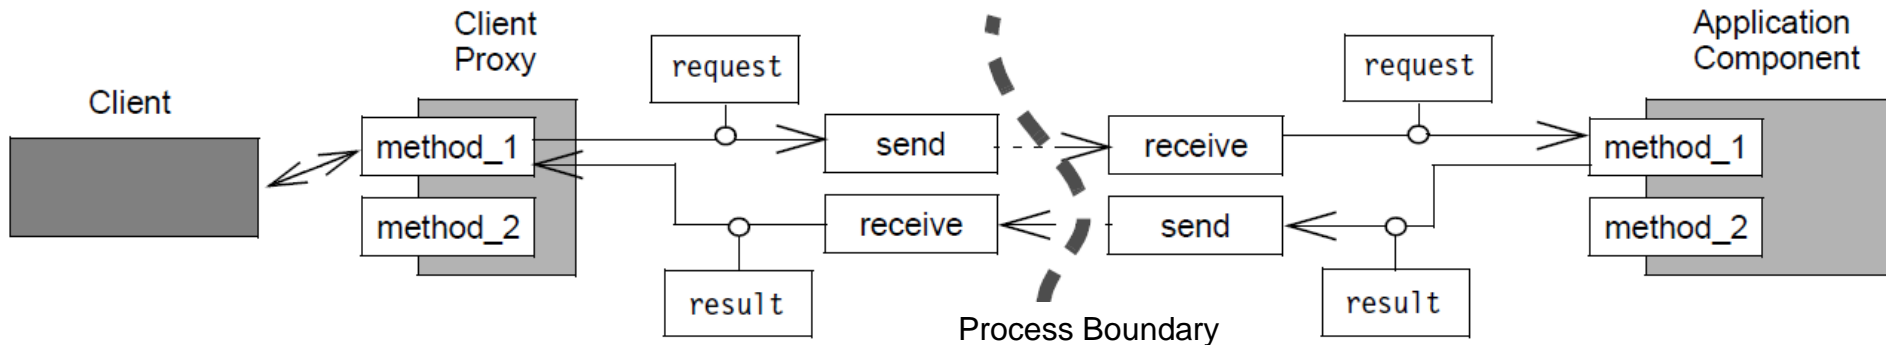 Client
Client
Proxy
method_1
method_2
request
send
receive
result
receive
send
Process Boundary
request
result
Application
Component
method_1
method_2